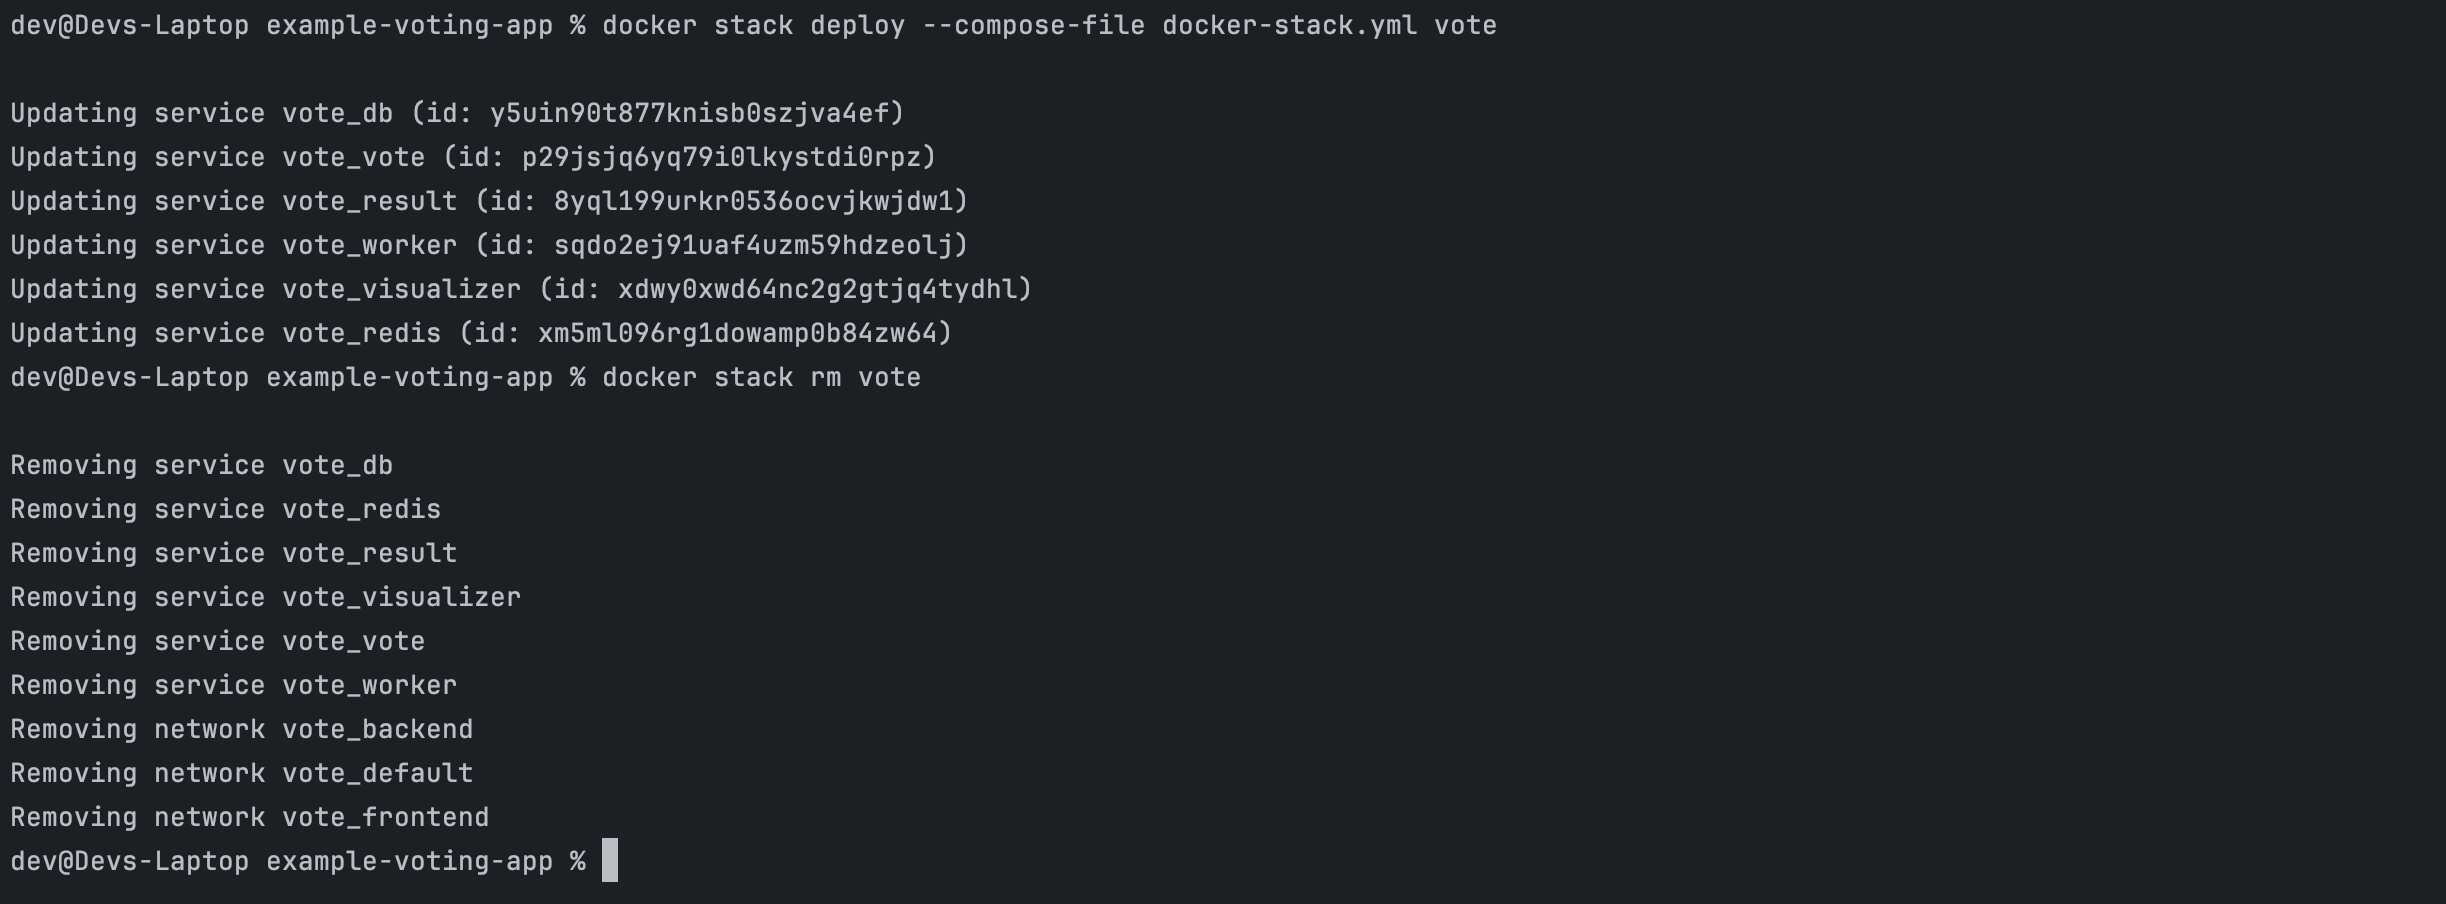 dev@Devs-Laptop example-voting-app % docker stack deploy --compose-file docker-stack.yml vote
Updating service vote_db (id: y5uin90t877knisb0szjva4ef)
Updating service vote_vote (id: p29jsjq6yq79i0lkystdi0rpz)
Updating service vote_result (id: 8yql199urkr0536ocvjkwjdw1)
Updating service vote_worker (id: sqdo2ej91uaf4uzm59hdzeolj)
Updating service vote_visualizer (id: xdwy0xwd64nc2g2gtjq4tydhl)
Updating service vote_redis (id: xm5ml096rg1dowamp0b84zw64)
dev@Devs-Laptop example-voting-app % docker stack rm vote
Removing service vote_db
Removing service vote_redis
Removing service vote_result
Removing service vote_visualizer
Removing service vote_vote
Removing service vote_worker
Removing network vote_backend
Removing network vote_default
Removing network vote_frontend
dev@Devs-Laptop example-voting-app %